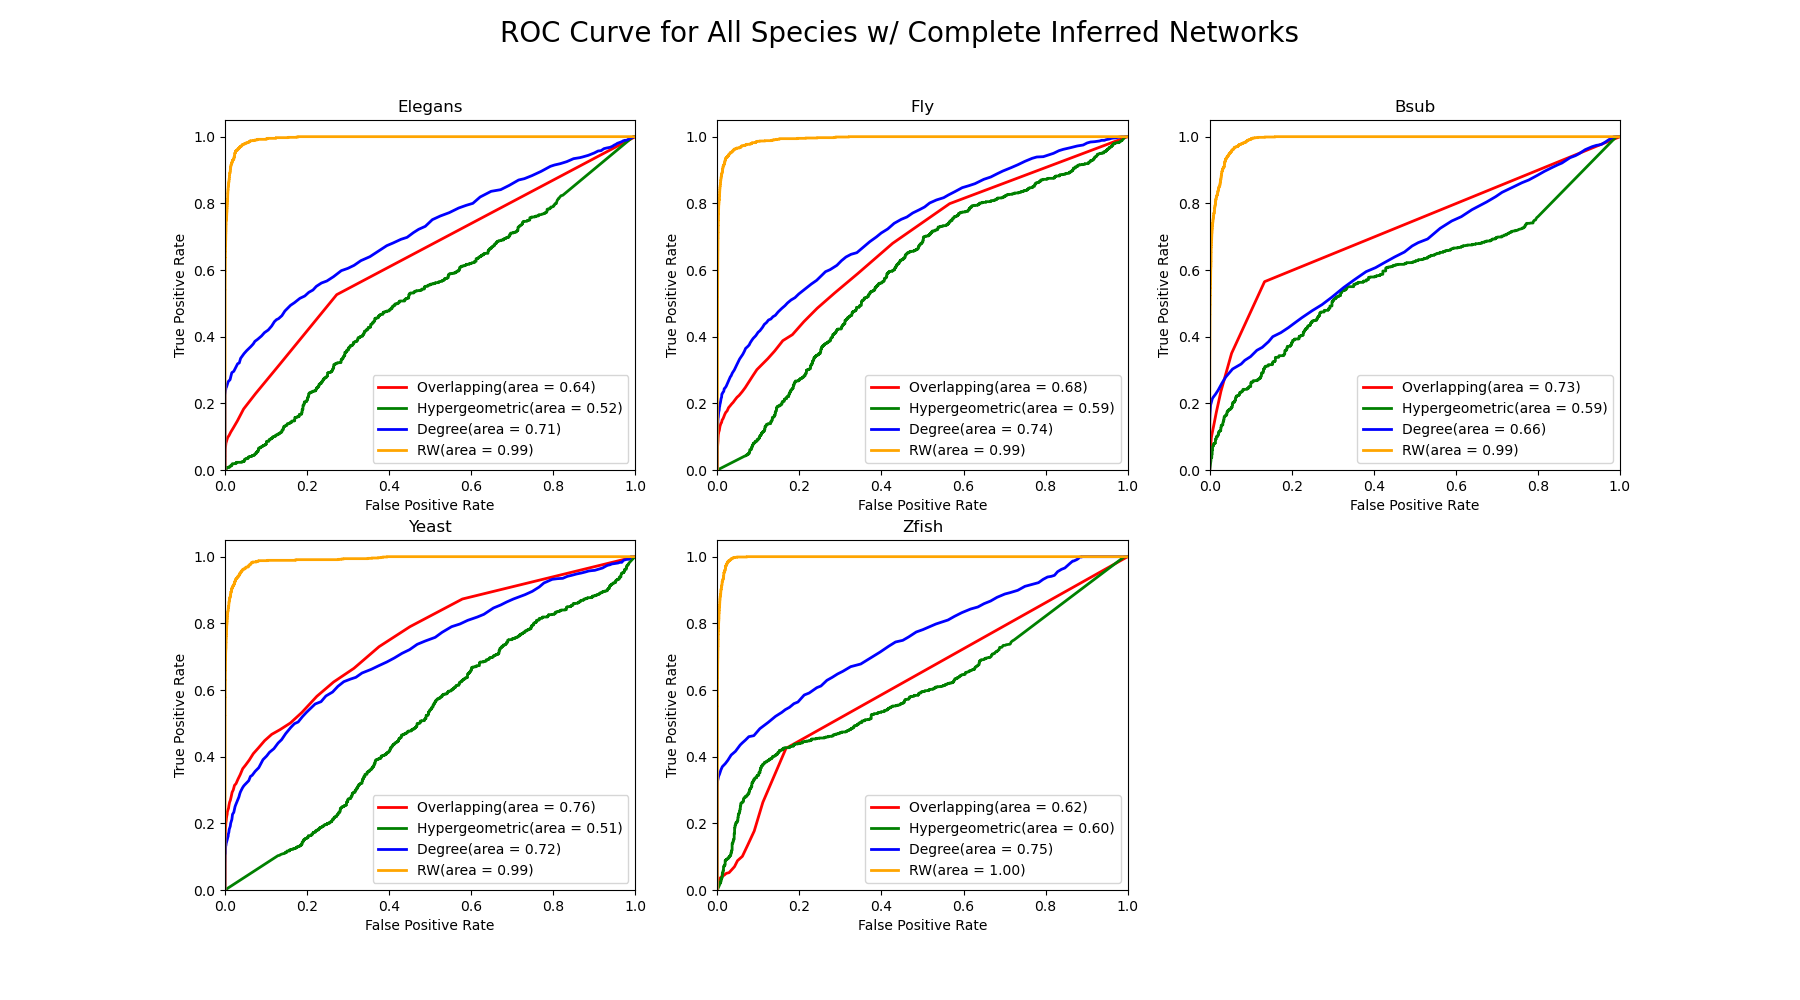 ROC Curve for All Species w/ Complete Inferred Networks
Elegans
True Positive Rate
1.0
0.8
0.6
0.4
0.2
0.0
Overlapping(area = 0.64)
Hypergeometric(area = 0.52)
Degree(area = 0.71)
RW(area = 0.99)
0.0 0.2 0.4 0.6 0.8 1.0
False Positive Rate
Fly
True Positive Rate
1.0
0.8
0.6
0.4
0.2
0.0
Overlapping(area = 0.68)
Hypergeometric(area = 0.59)
Degree(area = 0.74)
RW(area = 0.99)
0.0 0.2 0.4 0.6 0.8 1.0
False Positive Rate
Bsub
True Positive Rate
1.0
0.8
0.6
0.4
0.2
0.0
Overlapping(area = 0.73)
Hypergeometric(area = 0.59)
Degree(area = 0.66)
RW(area = 0.99)
0.0 0.2 0.4 0.6 0.8 1.0
False Positive Rate
Yeast
True Positive Rate
1.0
0.8
0.6
0.4
0.2
0.0
Overlapping(area = 0.76)
Hypergeometric(area = 0.51)
Degree(area = 0.72)
RW(area = 0.99)
0.0 0.2 0.4 0.6 0.8 1.0
False Positive Rate
Zfish
True Positive Rate
1.0
0.8
0.6
0.4
0.2
0.0
Overlapping(area = 0.62)
Hypergeometric(area = 0.60)
Degree(area = 0.75)
RW(area = 1.00)
0.0 0.2 0.4 0.6 0.8 1.0
False Positive Rate